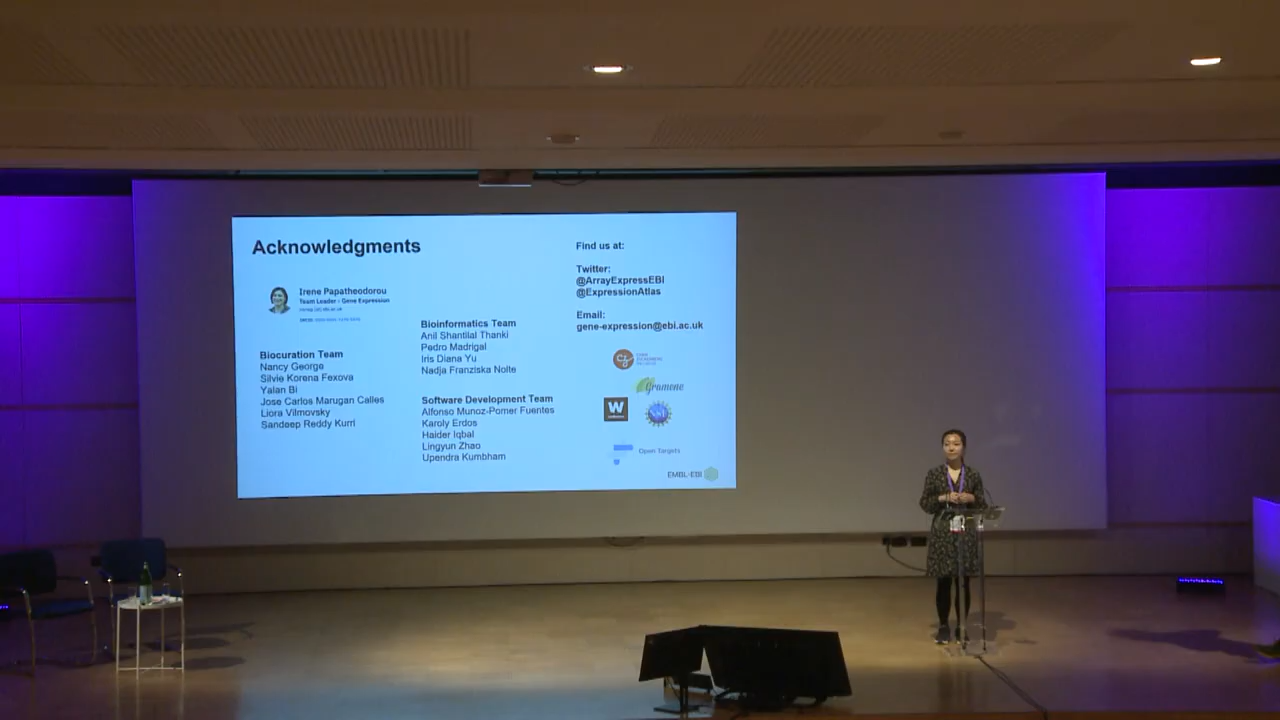 Acknowledgments
Irene Papatheodorou
Team Leader - Gene Expression
Biocuration Team
Nancy George
Silvie Korena Fexova
Yalan Bi
Jose Carlos Marugan Calles
Liora Vilmovsky
Sandeep Reddy Kurri
Bioinformatics Team
Anil Shantilal Thanki
Pedro Madrigal
Iris Diana Yu
Nadja Franziska Nolte
Software Development Team
Alfonso Munoz-Pomer Fuentes
Karoly Erdos
Haider Iqbal
Lingyun Zhao
Upendra Kumbham
Find us at:
Twitter:
@ArrayExpressEBI
@ExpressionAtlas
Email:
gene-expression@ebi.ac.uk
Gramene
W
NSF
Open Targets
EMBL-EBI